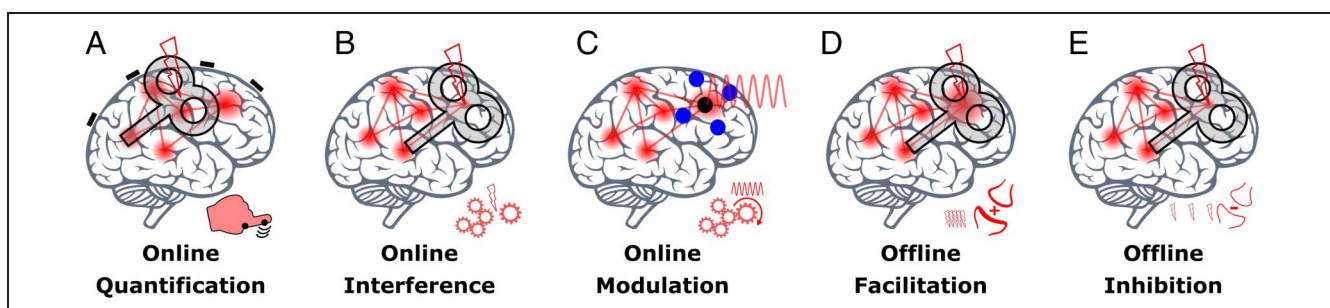 A
B
C
D
E
Online
Quantification
Online
Interference
Online
Modulation
Offline
Facilitation
Offline
Inhibition